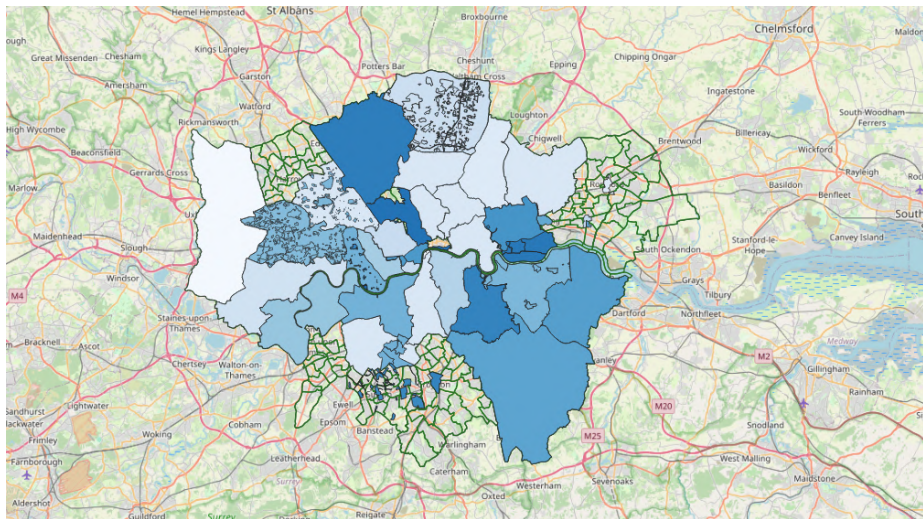 Hemel Hempstead
St Albans
Broxbourne
Chelmsford
Maldon
Great Missenden
Chesham
Kings Langley
Potters Bar
Cheshunt
Epping
Chipping Ongar
Amersham
Garston
Waltham Cross
Watford
Loughton
Ingatestone
High Wycombe
Rickmansworth
Chigwell
Brentwood
Billericay
South Woodham
Ferrers
Beaconsfield
Wickford
Marlow
Gerrards Cross
Basildon
Rayleigh
Benfleet
Maidenhead
Slough
South Ockendon
Stanford-le-
Hope
Canvey Island
M4
Windsor
Grays
Tilbury
Staines-upon-
Thames
Dartford
Northfleet
Bracknell
Ascot
Chertsey
Walton-on-
Thames
M2
Medway
Gillingham
Rainham
Lightwater
Ewell
Epsom
M20
Cobham
Banstead
Woking
Warlingham
M25
Snodland
Frimley
Farnborough
Leatherhead
Caterham
West Malling
Surrey
Westerham
Sevenoaks
Maidstone
Aldershot
Oxted
Guildford
Reigate